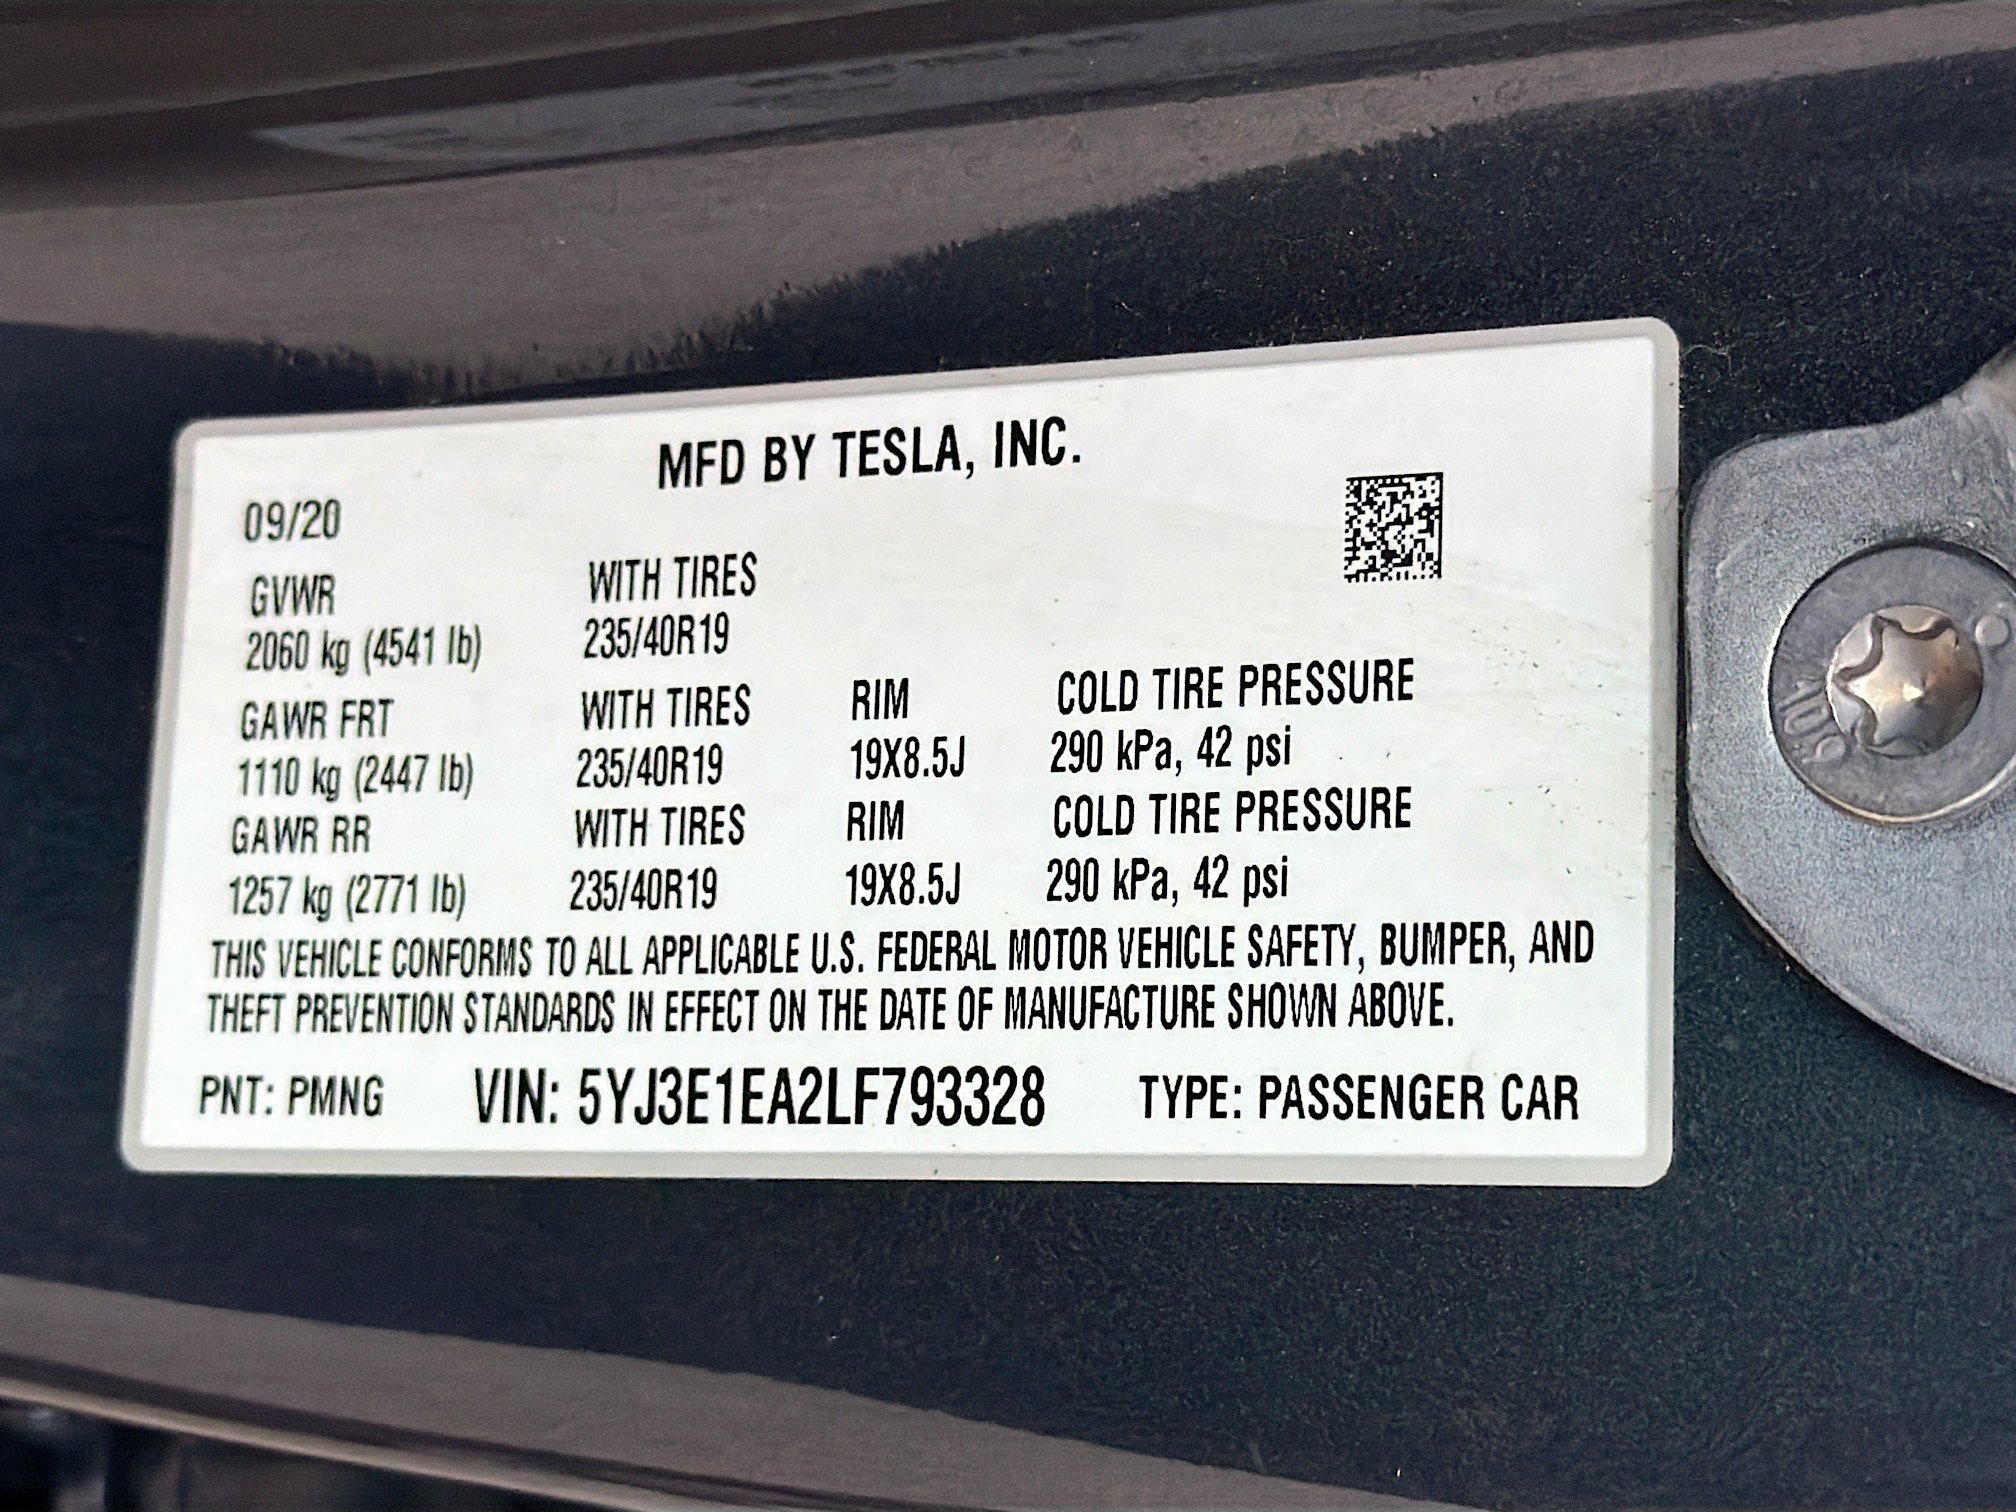 MFD BY TESLA, INC.
09/20
GVWR WITH TIRES
2060 kg (4541 lb) 235/40R19
GAWR FRT WITH TIRES RIM COLD TIRE PRESSURE
1110 kg (2447 lb) 235/40R19 19X8.5J 290 kPa, 42 psi
GAWR RR WITH TIRES RIM COLD TIRE PRESSURE
1257 kg (2771 lb) 235/40R19 19X8.5J 290 kPa, 42 psi
THIS VEHICLE CONFORMS TO ALL APPLICABLE U.S. FEDERAL MOTOR VEHICLE SAFETY, BUMPER, AND
THEFT PREVENTION STANDARDS IN EFFECT ON THE DATE OF MANUFACTURE SHOWN ABOVE.
PNT: PMNG VIN: 5YJ3E1EA2LF793328 TYPE: PASSENGER CAR
10.9